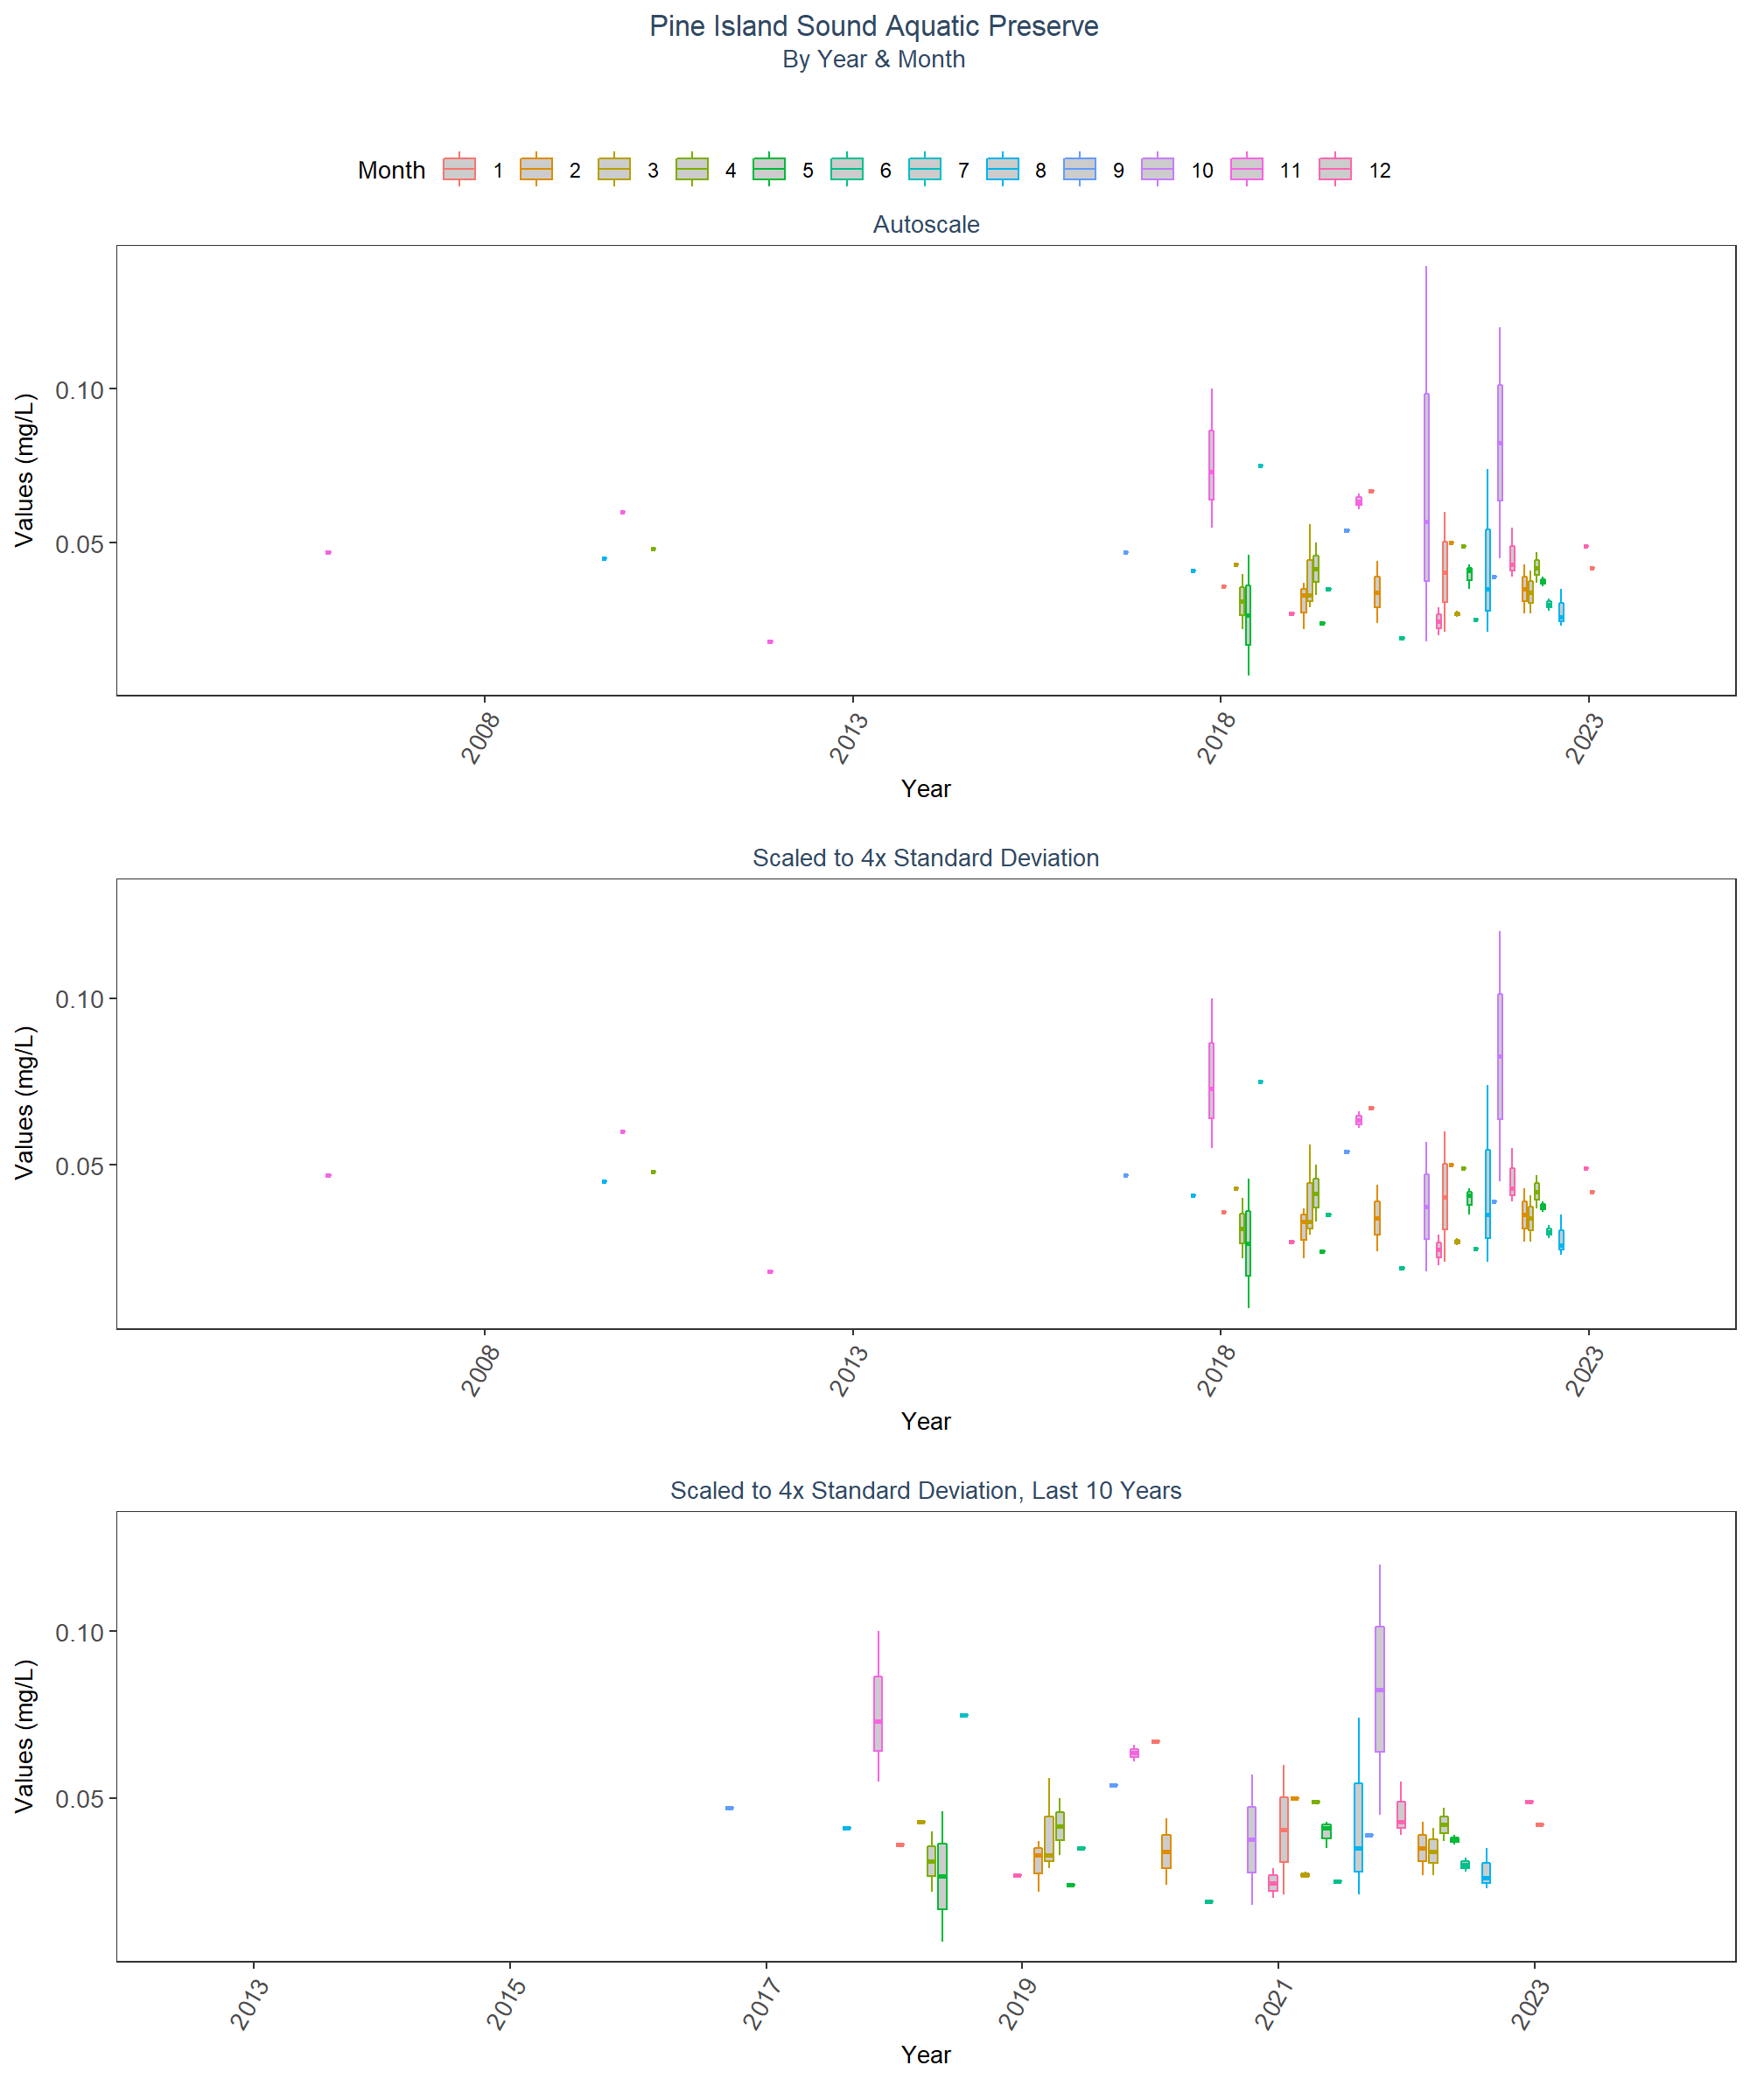 Pine Island Sound Aquatic Preserve
By Year & Month
Month 1 2 3 4 5 6 7 8 9 10 11 12
Autoscale
Values (mg/L)
0.10
0.05
2008 2013 2018 2023
Year
Scaled to 4x Standard Deviation
Values (mg/L)
0.10
0.05
2008 2013 2018 2023
Year
Scaled to 4x Standard Deviation, Last 10 Years
Values (mg/L)
0.10
0.05
2013 2015 2017 2019 2021 2023
Year